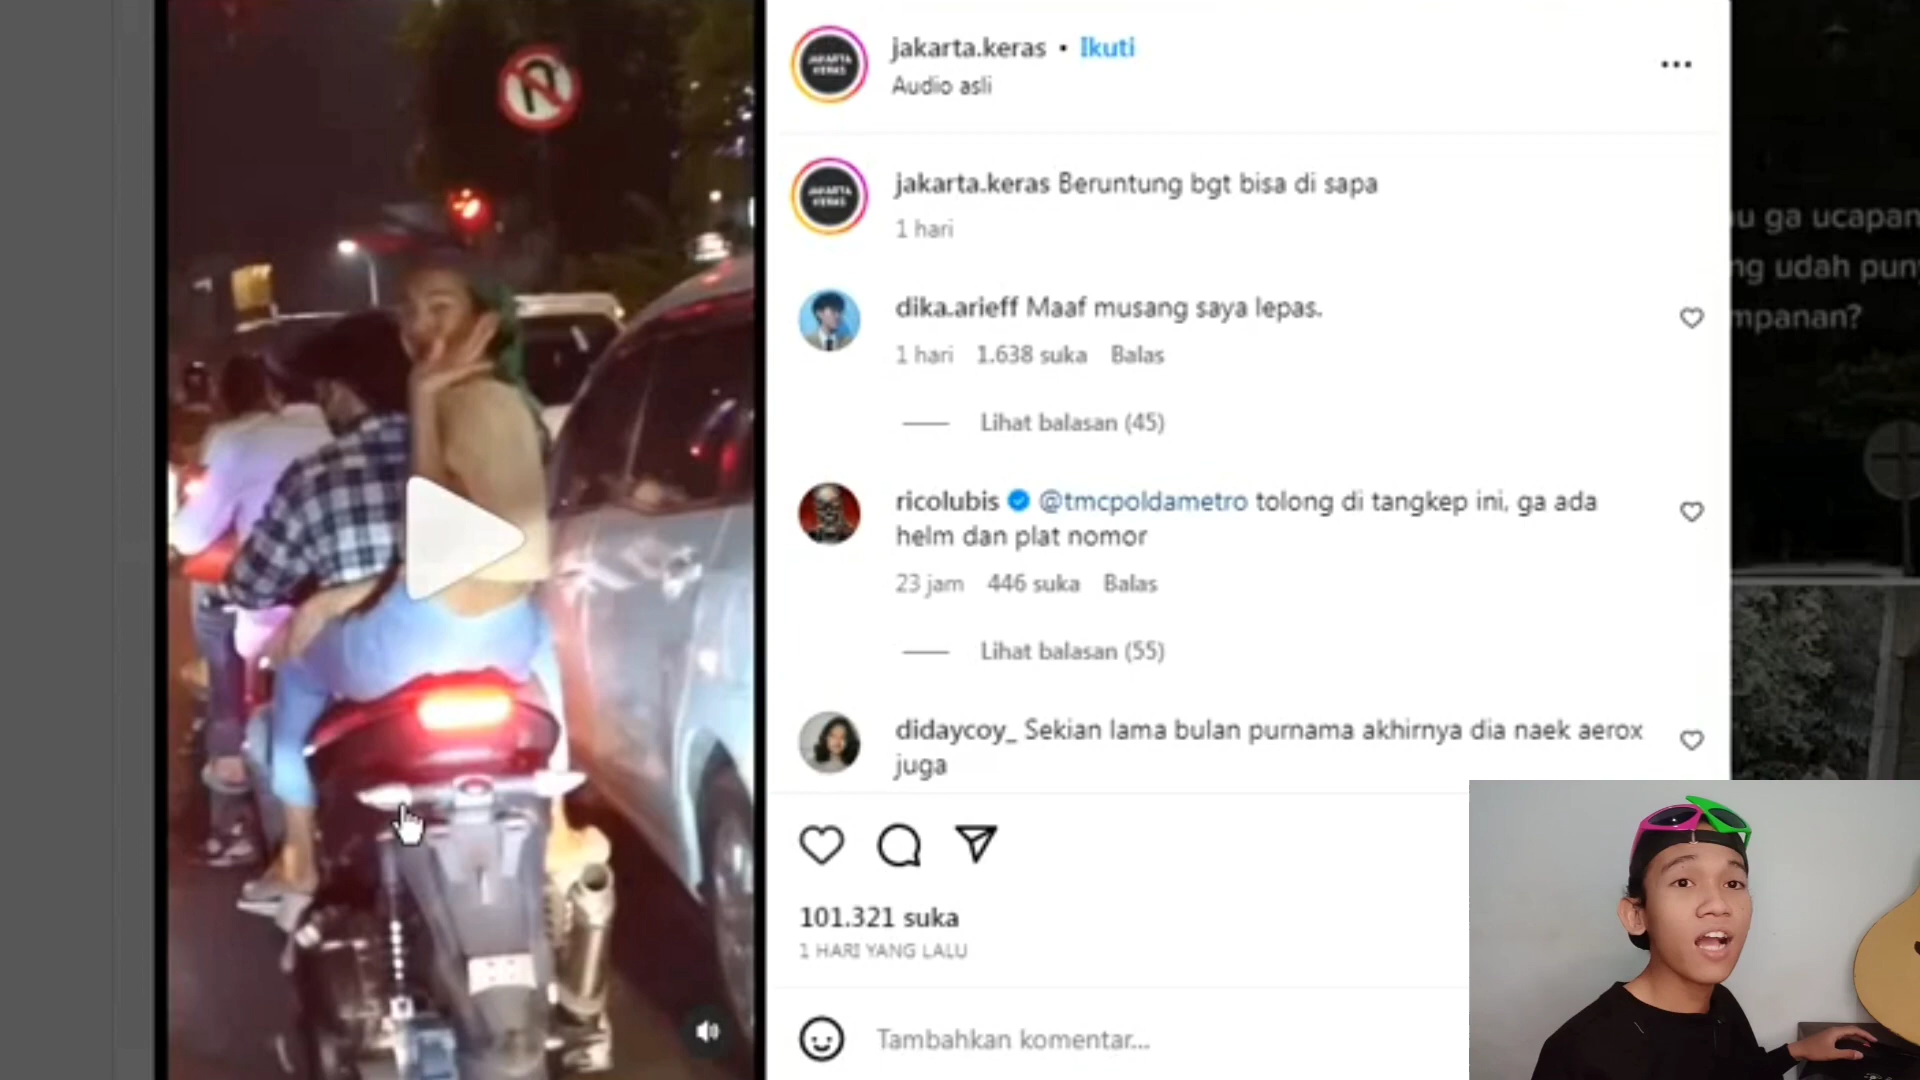 jakarta.keras • Ikuti
Audio asli
jakarta.keras Beruntung bgt bisa di sapa
1 hari
dika.arieff Maaf musang saya lepas.
1 hari 1.638 suka Balas
Lihat balasan (45)
ricolubis @tmcpoldametro tolong di tangkep ini, ga ada
helm dan plat nomor
23 jam 446 suka Balas
Lihat balasan (55)
didaycoy_ Sekian lama bulan purnama akhirnya dia naek aerox
juga
101.321 suka
1 HARI YANG LALU
Tambahkan komentar...
u ga ucapan
ng udah pun
mpanan?